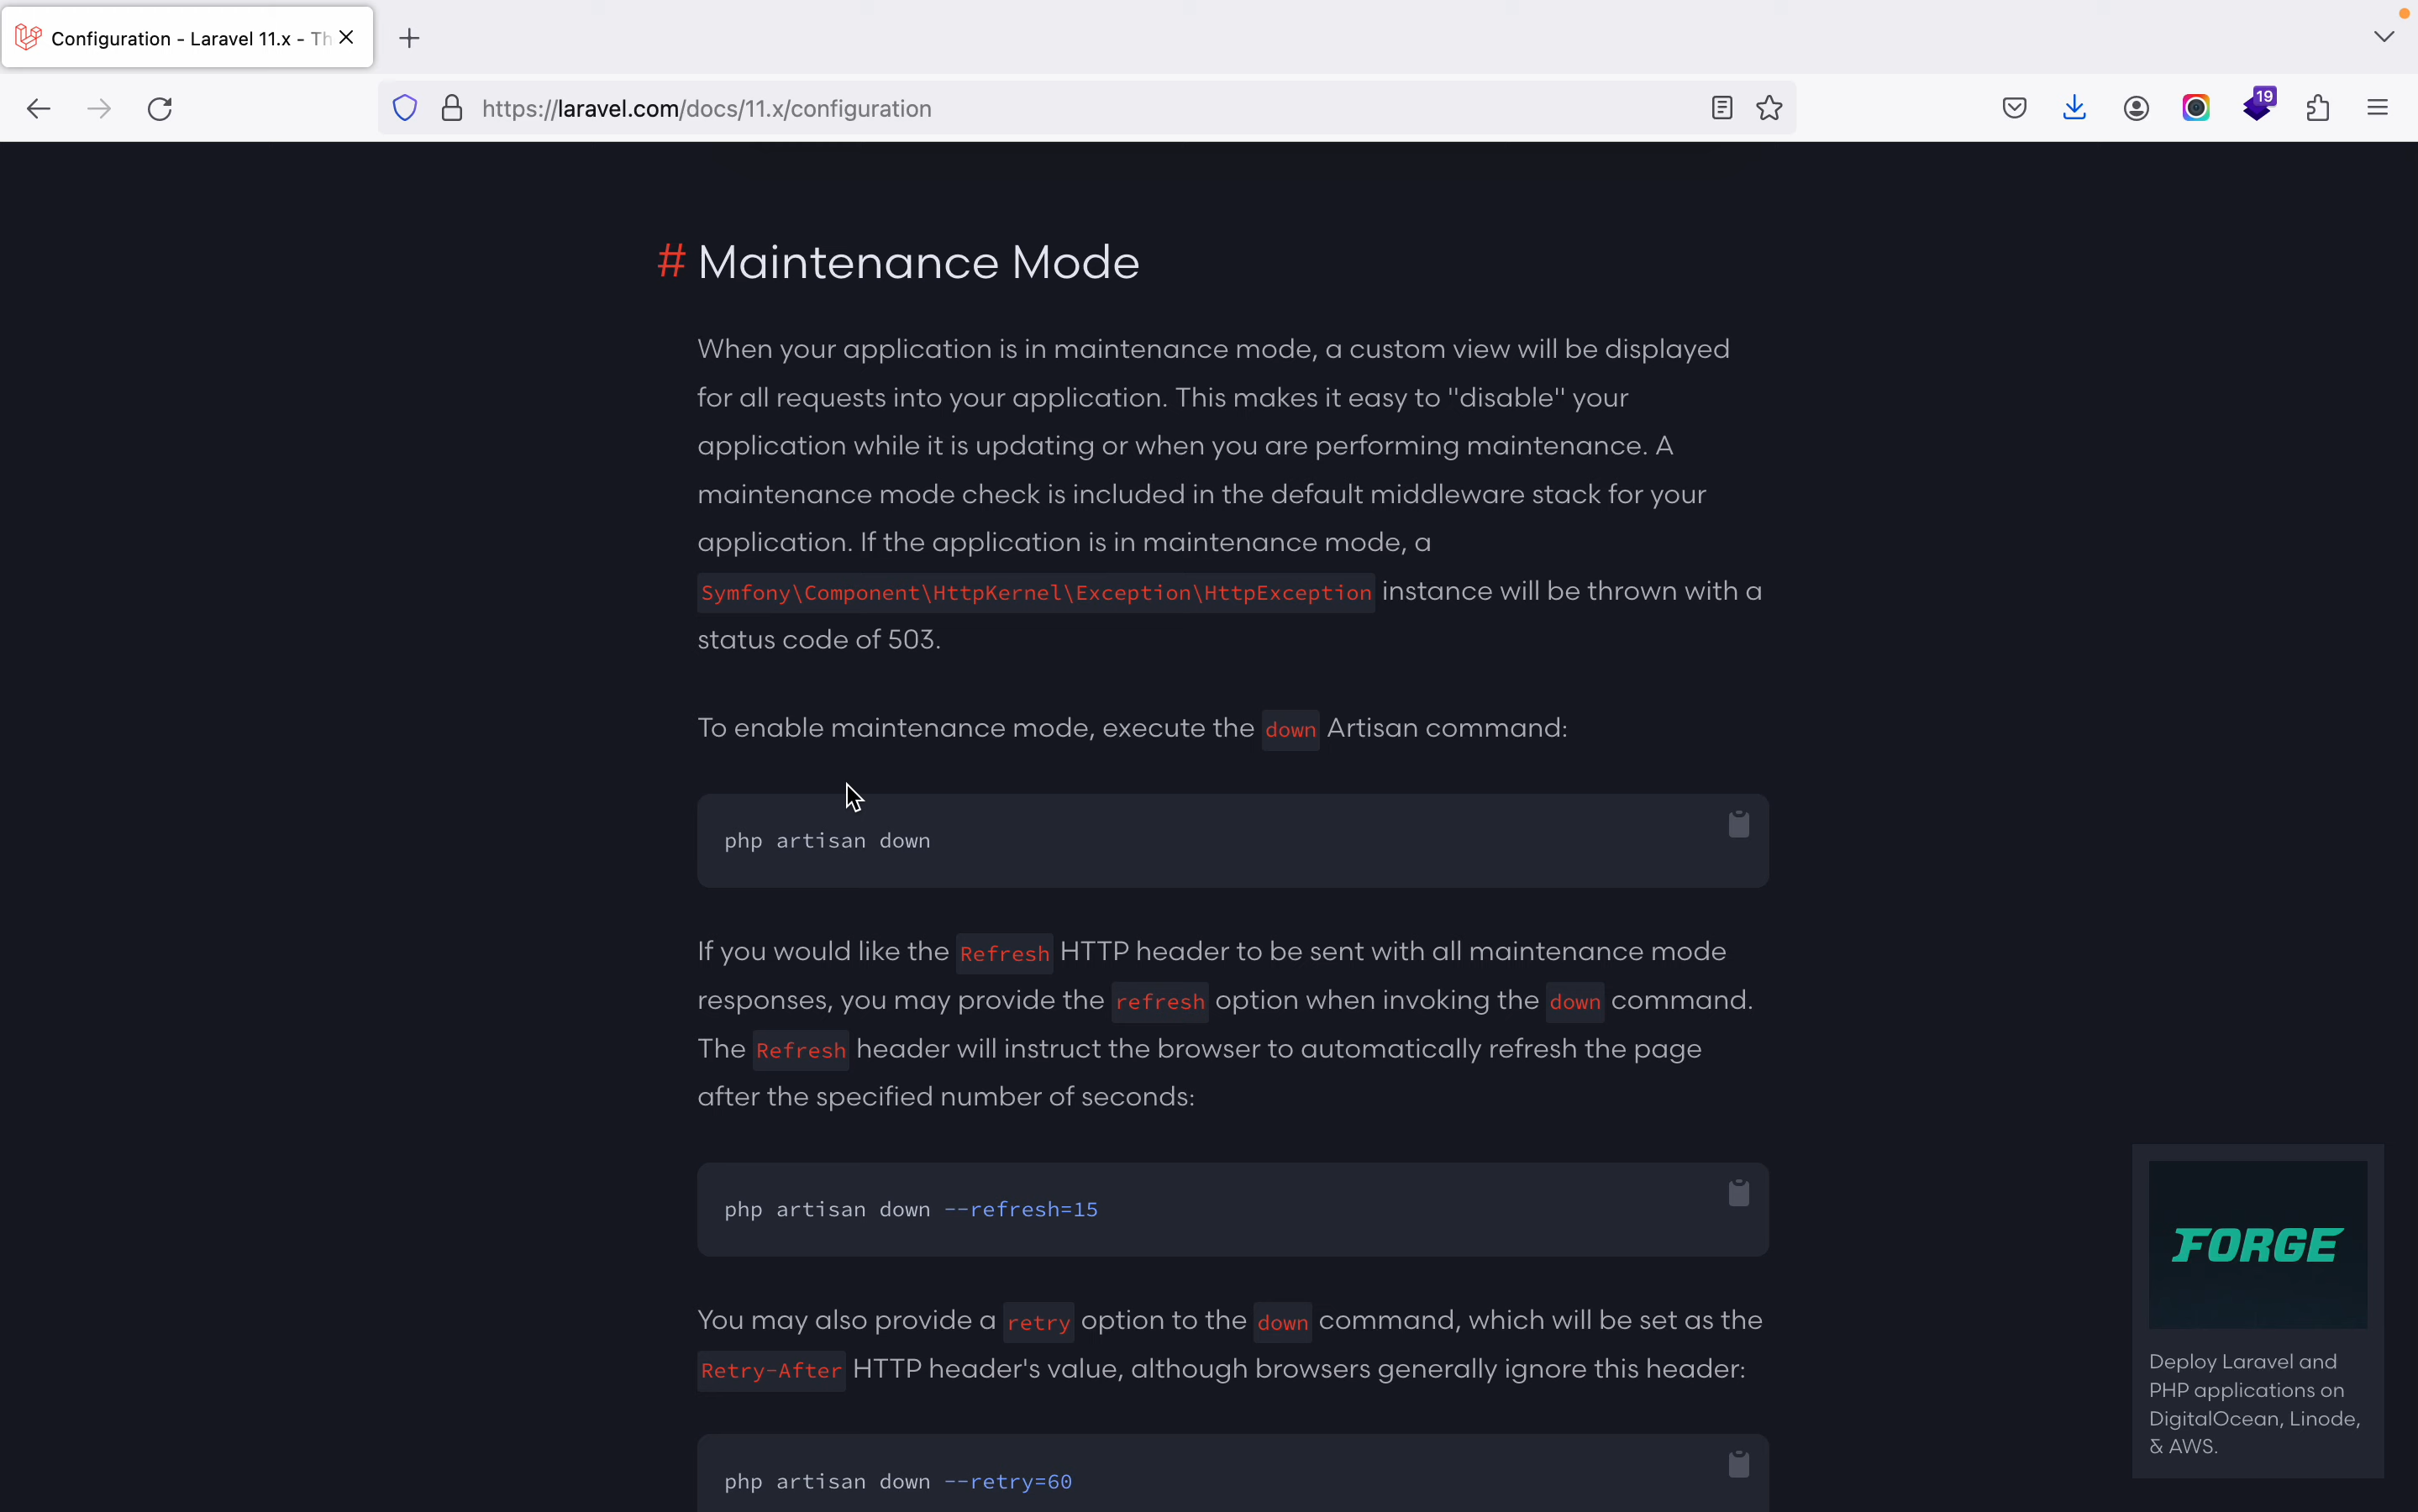 Configuration - Laravel 11.x - Th
https://laravel.com/docs/11.x/configuration
19
# Maintenance Mode
When your application is in maintenance mode, a custom view will be displayed
for all requests into your application. This makes it easy to "disable" your
application while it is updating or when you are performing maintenance. A
maintenance mode check is included in the default middleware stack for your
application. If the application is in maintenance mode, a
Symfony\Component\HttpKernel\Exception\HttpException instance will be thrown with a
status code of 503.
To enable maintenance mode, execute the down Artisan command:
php artisan down
If you would like the Refresh HTTP header to be sent with all maintenance mode
responses, you may provide the refresh option when invoking the down command.
The Refresh header will instruct the browser to automatically refresh the page
after the specified number of seconds:
php artisan down --refresh=15
You may also provide a retry option to the down command, which will be set as the
Retry-After HTTP header's value, although browsers generally ignore this header:
php artisan down --retry=60
FORGE
Deploy Laravel and
PHP applications on
DigitalOcean, Linode,
& AWS.